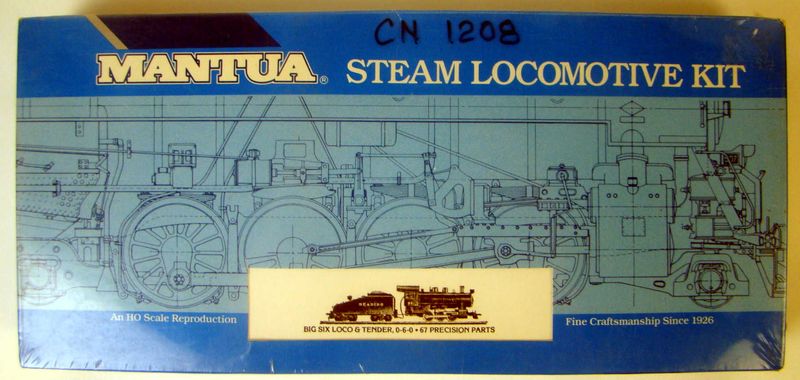 CN 1208
MANTUA® STEAM LOCOMOTIVE KIT
READING
An HO Scale Reproduction
BIG SIX LOCO & TENDER, 0-6-0 • 67 PRECISION PARTS
Fine Craftsmanship Since 1926